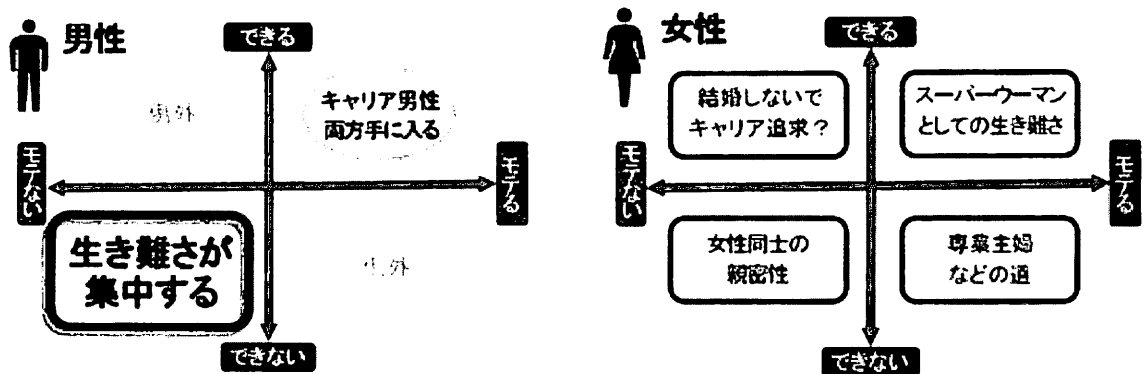 男性
できる
例外
キャリア男性
両方手に入る
モテない
モテる
生き難さが
集中する
できない
女性
できる
結婚しないで
キャリア追求？
スーパーウーマン
としての生き難さ
モテない
モテる
女性同士の
親密性
専業主婦
などの道
できない